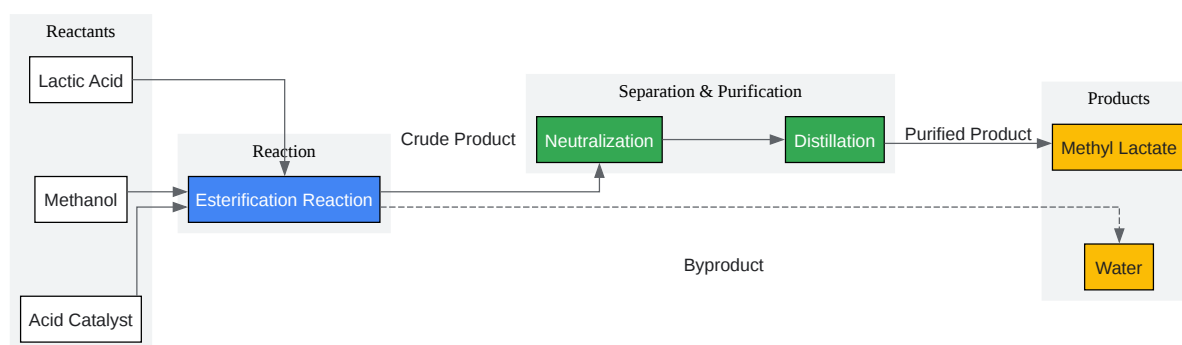 Reactants
Lactic Acid
Methanol
Acid Catalyst
Reaction
Esterification Reaction
Crude Product
Separation & Purification
Neutralization
Distillation
Purified Product
Byproduct
Products
Methyl Lactate
Water